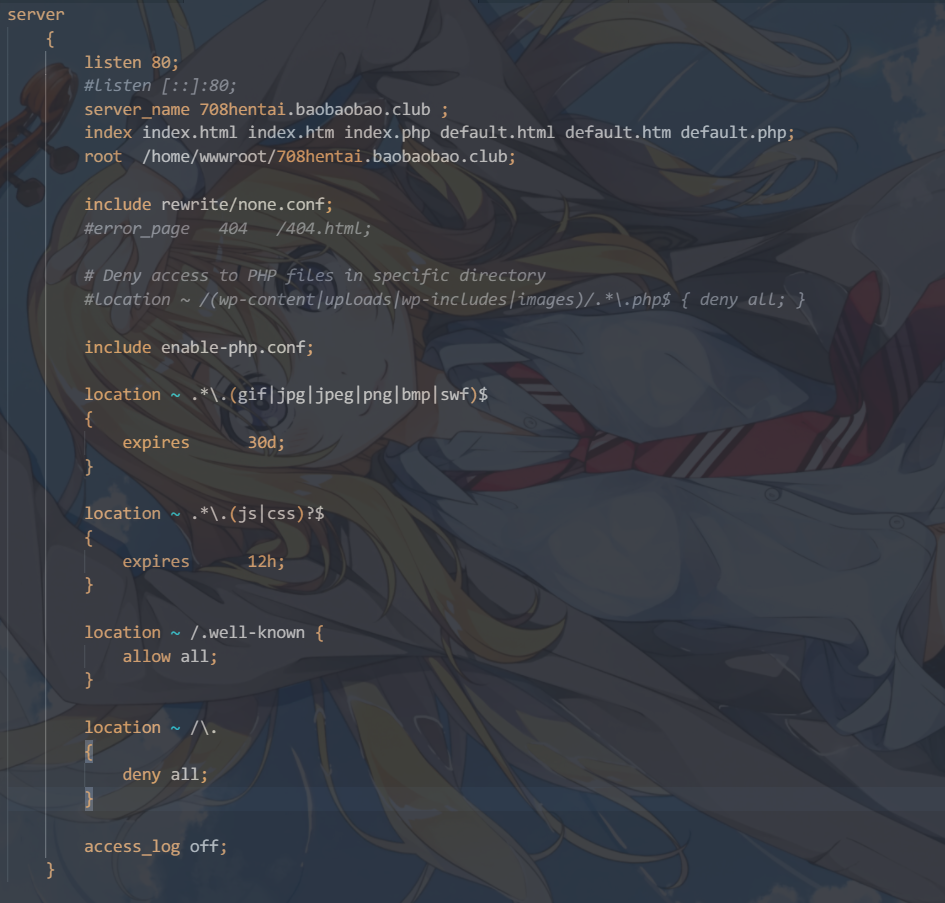 server
{
listen 80;
#listen [::]:80;
server_name 708hentai.baobaobao.club ;
index index.html index.htm index.php default.html default.htm default.php;
root  /home/wwwroot/708hentai.baobaobao.club;
include rewrite/none.conf;
#error_page   404   /404.html;
# Deny access to PHP files in specific directory
#location ~ /(wp-content|uploads|wp-includes|images)/.*\.php$ { deny all; }
include enable-php.conf;
location ~ .*\.(gif|jpg|jpeg|png|bmp|swf)$
{
expires      30d;
}
location ~ .*\.(js|css)?$
{
expires      12h;
}
location ~ /.well-known {
allow all;
}
location ~ /\.
{
deny all;
}
access_log off;
}